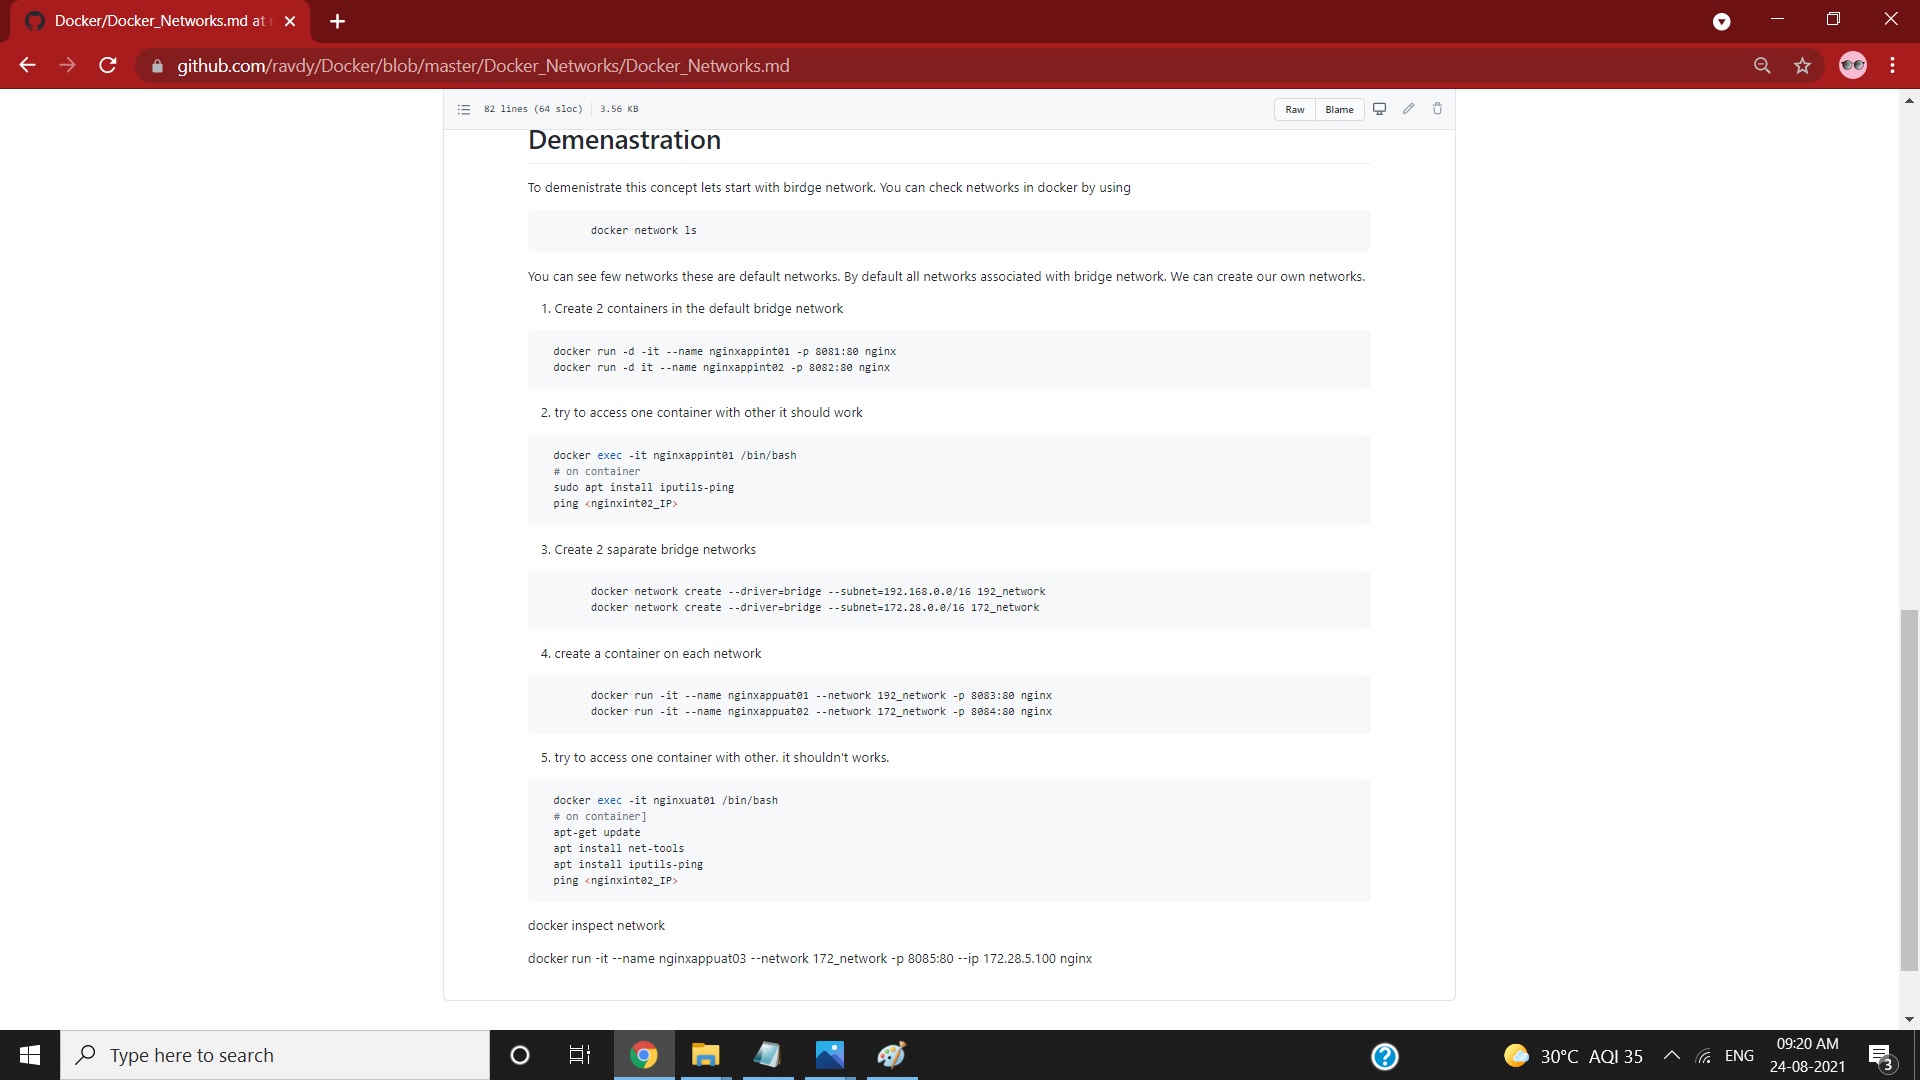 Docker/Docker_Networks.md at
github.com/ravdy/Docker/blob/master/Docker_Networks/Docker_Networks.md
82 lines (64 sloc) 3.56 KB
Raw Blame
Demenastration
To demenistrate this concept lets start with birdge network. You can check networks in docker by using
docker network ls
You can see few networks these are default networks. By default all networks associated with bridge network. We can create our own networks.
1. Create 2 containers in the default bridge network
docker run -d -it --name nginxappint01 -p 8081:80 nginx
docker run -d it --name nginxappint02 -p 8082:80 nginx
2. try to access one container with other it should work
docker exec -it nginxappint01 /bin/bash
# on container
sudo apt install iputils-ping
ping <nginxint02_IP>
3. Create 2 saparate bridge networks
docker network create --driver=bridge --subnet=192.168.0.0/16 192_network
docker network create --driver=bridge --subnet=172.28.0.0/16 172_network
4. create a container on each network
docker run -it --name nginxappuat01 --network 192_network -p 8083:80 nginx
docker run -it --name nginxappuat02 --network 172_network -p 8084:80 nginx
5. try to access one container with other. it shouldn't works.
docker exec -it nginxuat01 /bin/bash
# on container]
apt-get update
apt install net-tools
apt install iputils-ping
ping <nginxint02_IP>
docker inspect network
docker run -it --name nginxappuat03 --network 172_network -p 8085:80 --ip 172.28.5.100 nginx
Type here to search
30°C AQI 35
ENG
09:20 AM
24-08-2021
3